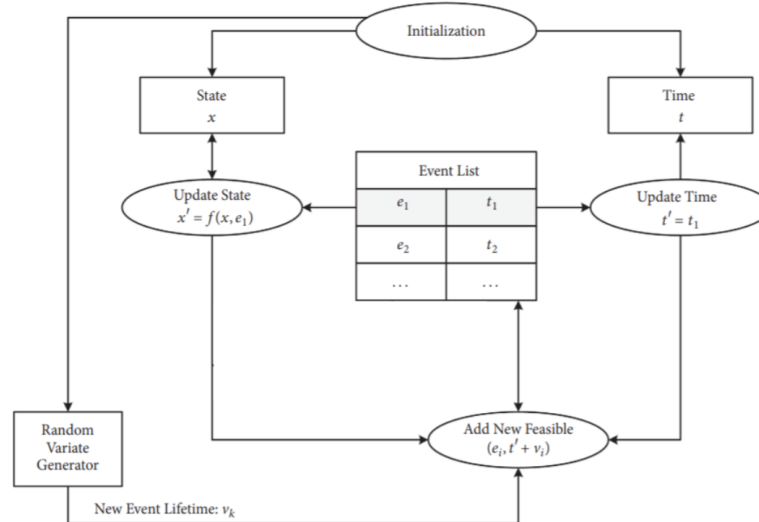 Initialization
State
x
Time
t
Event List
e₁ t₁
e₂ t₂
... ...
Update State
x′ = f(x, e₁)
Update Time
t′ = t₁
Random
Variate
Generator
Add New Feasible
(eᵢ, t′ + vᵢ)
New Event Lifetime: vₖ